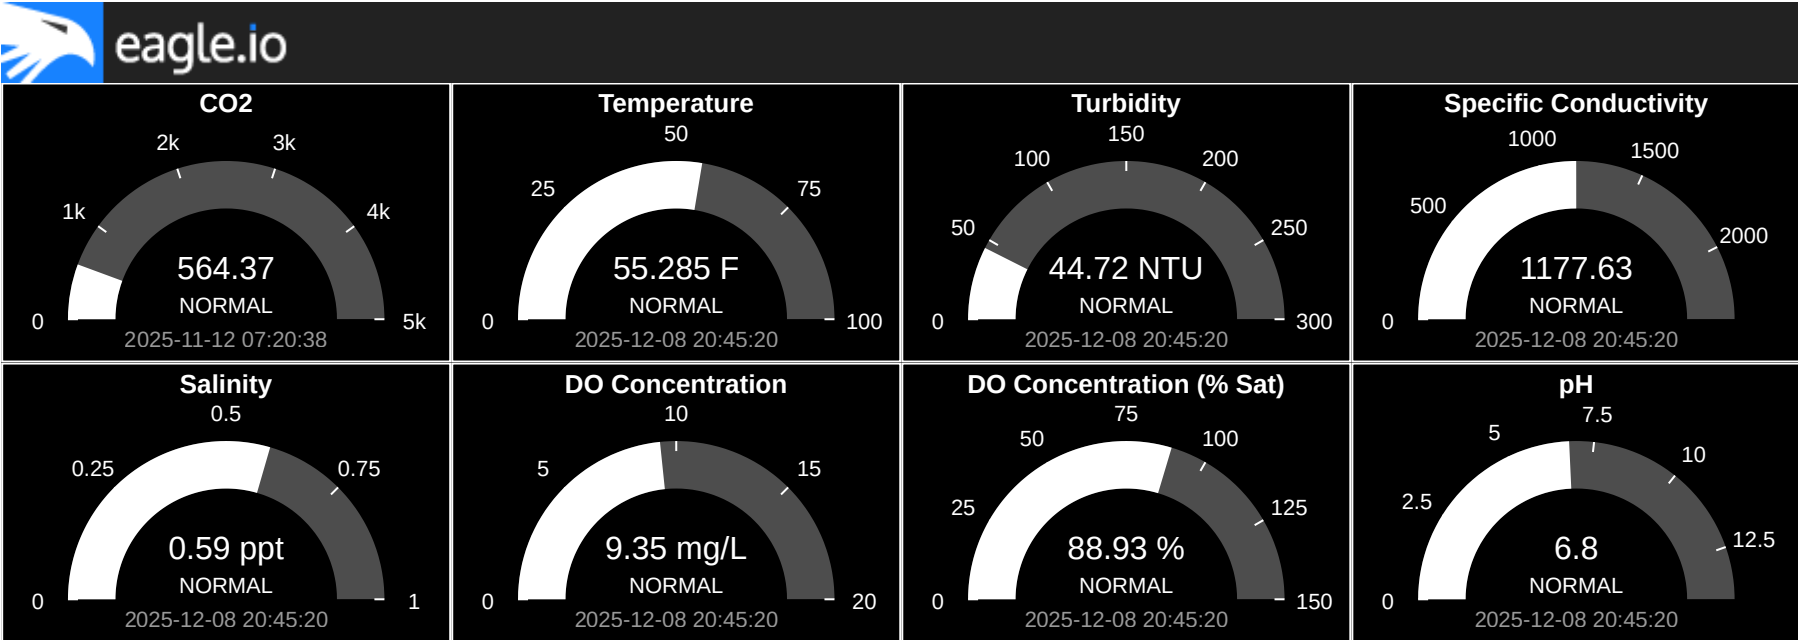 eagle.io
CO2
0
1k
2k
3k
4k
5k
564.37
NORMAL
2025-11-12 07:20:38
Temperature
0
25
50
75
100
55.285 F
NORMAL
2025-12-08 20:45:20
Turbidity
0
50
100
150
200
250
300
44.72 NTU
NORMAL
2025-12-08 20:45:20
Specific Conductivity
0
500
1000
1500
2000
1177.63
NORMAL
2025-12-08 20:45:20
Salinity
0
0.25
0.5
0.75
1
0.59 ppt
NORMAL
2025-12-08 20:45:20
DO Concentration
0
5
10
15
20
9.35 mg/L
NORMAL
2025-12-08 20:45:20
DO Concentration (% Sat)
0
25
50
75
100
125
150
88.93 %
NORMAL
2025-12-08 20:45:20
pH
0
2.5
5
7.5
10
12.5
6.8
NORMAL
2025-12-08 20:45:20